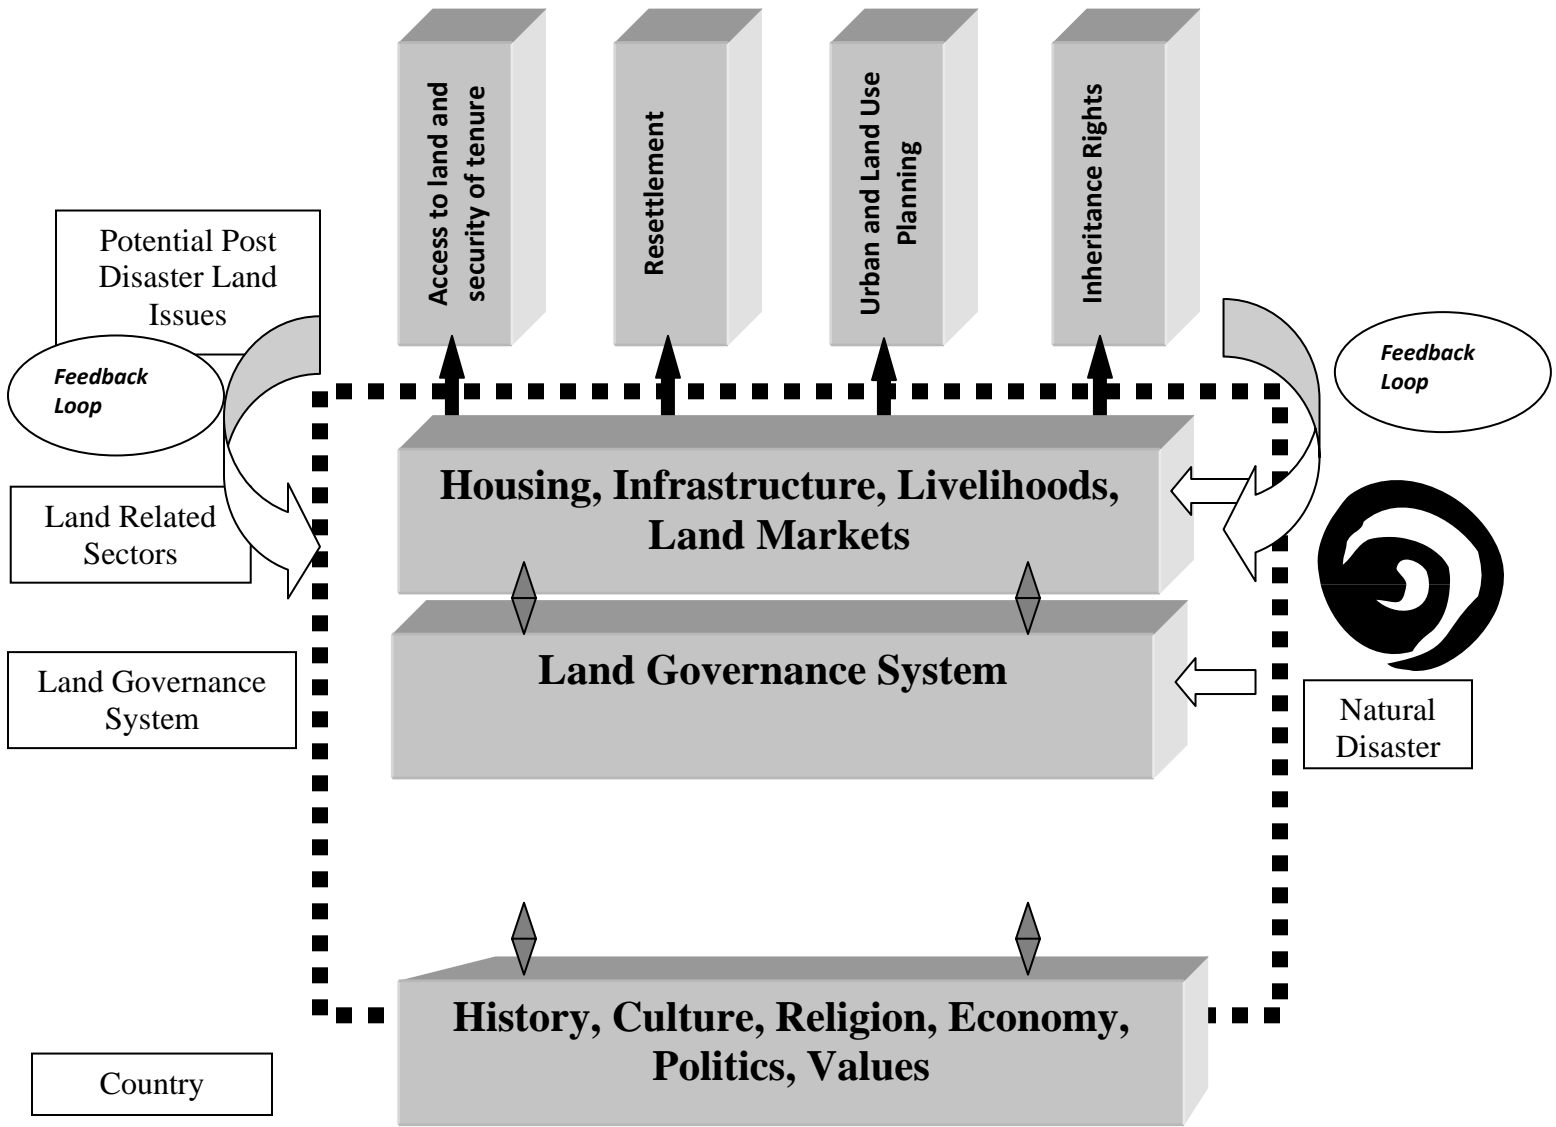 Access to land and
security of tenure
Resettlement
Urban and Land Use
Planning
Inheritance Rights
Potential Post
Disaster Land
Issues
Feedback
Loop
Feedback
Loop
Housing, Infrastructure, Livelihoods,
Land Markets
Land Related
Sectors
Land Governance System
Land Governance
System
Natural
Disaster
History, Culture, Religion, Economy,
Politics, Values
Country